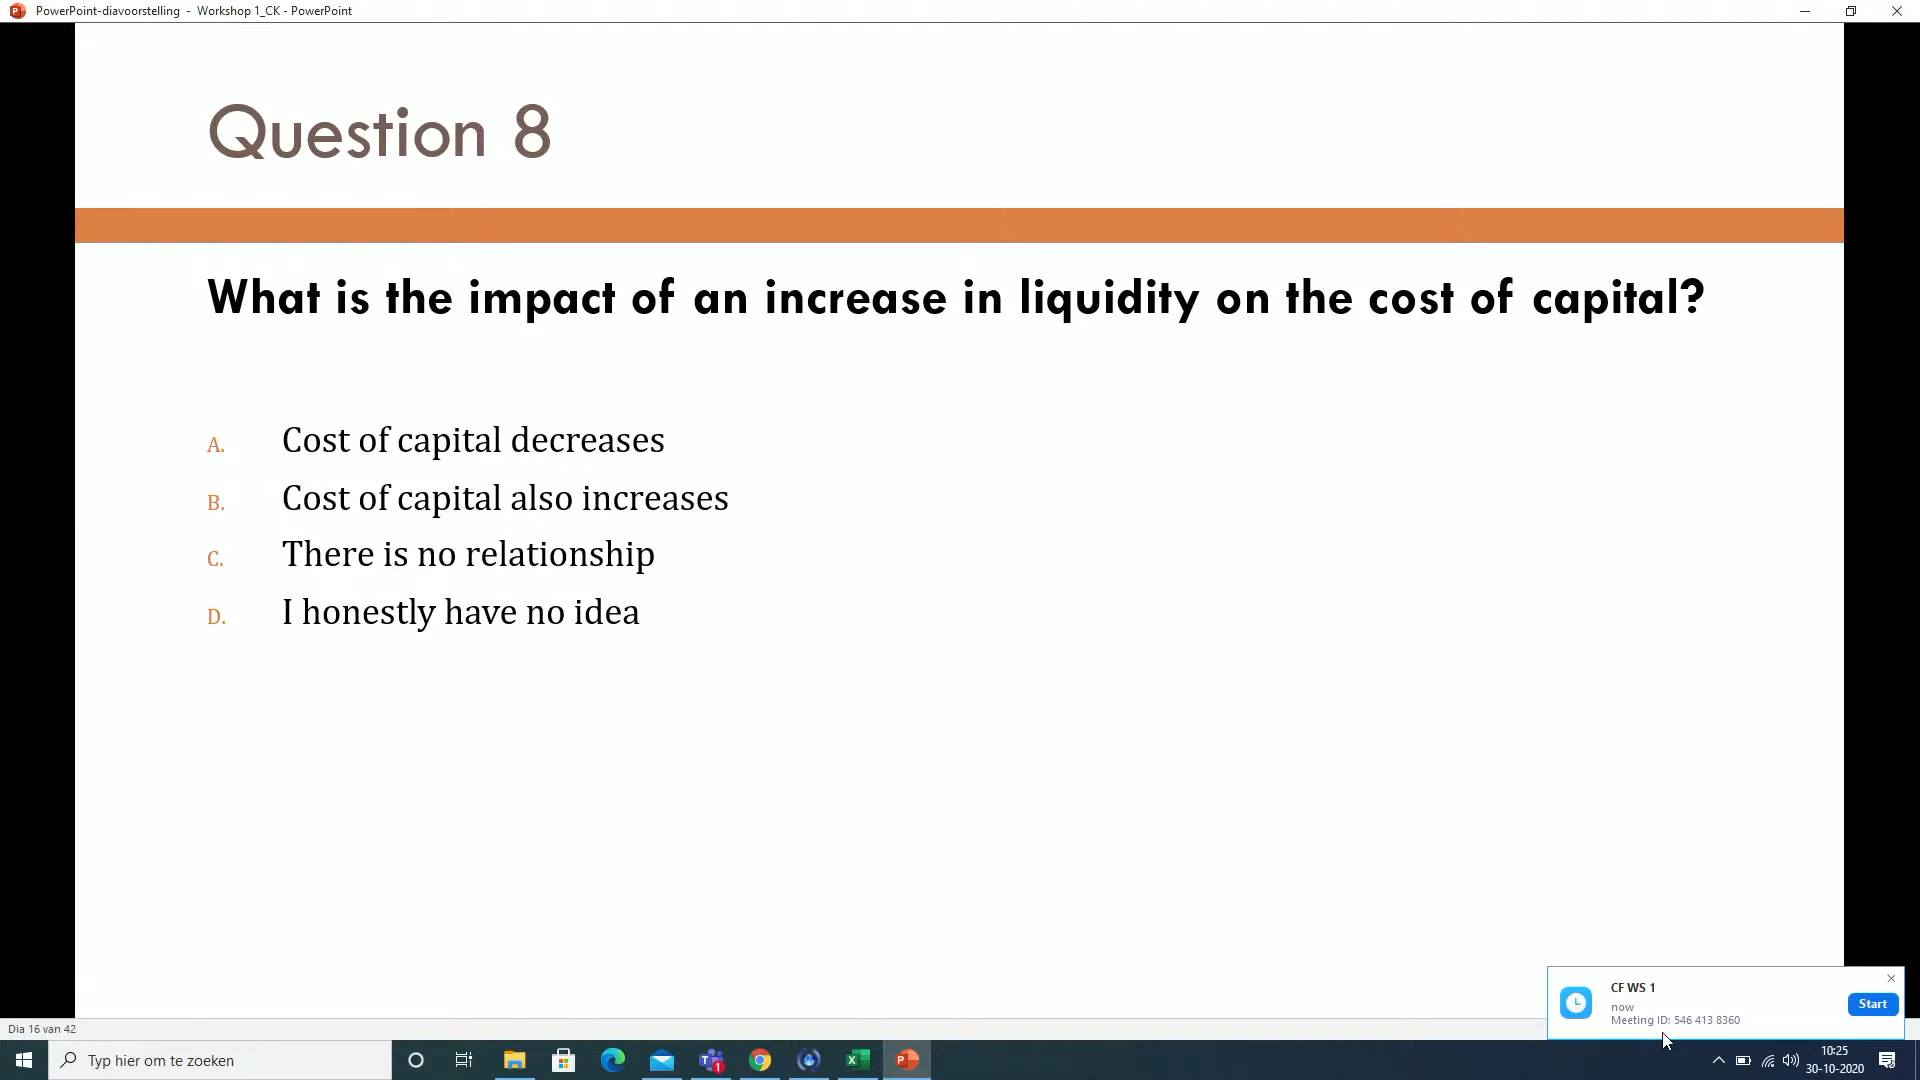 PowerPoint-diavoorstelling - Workshop 1_CK - PowerPoint
Question 8
What is the impact of an increase in liquidity on the cost of capital?
A. Cost of capital decreases
B. Cost of capital also increases
C. There is no relationship
D. I honestly have no idea
CF WS 1
now
Meeting ID: 546 413 8360
Start
Dia 16 van 42
Typ hier om te zoeken
10:25
30-10-2020